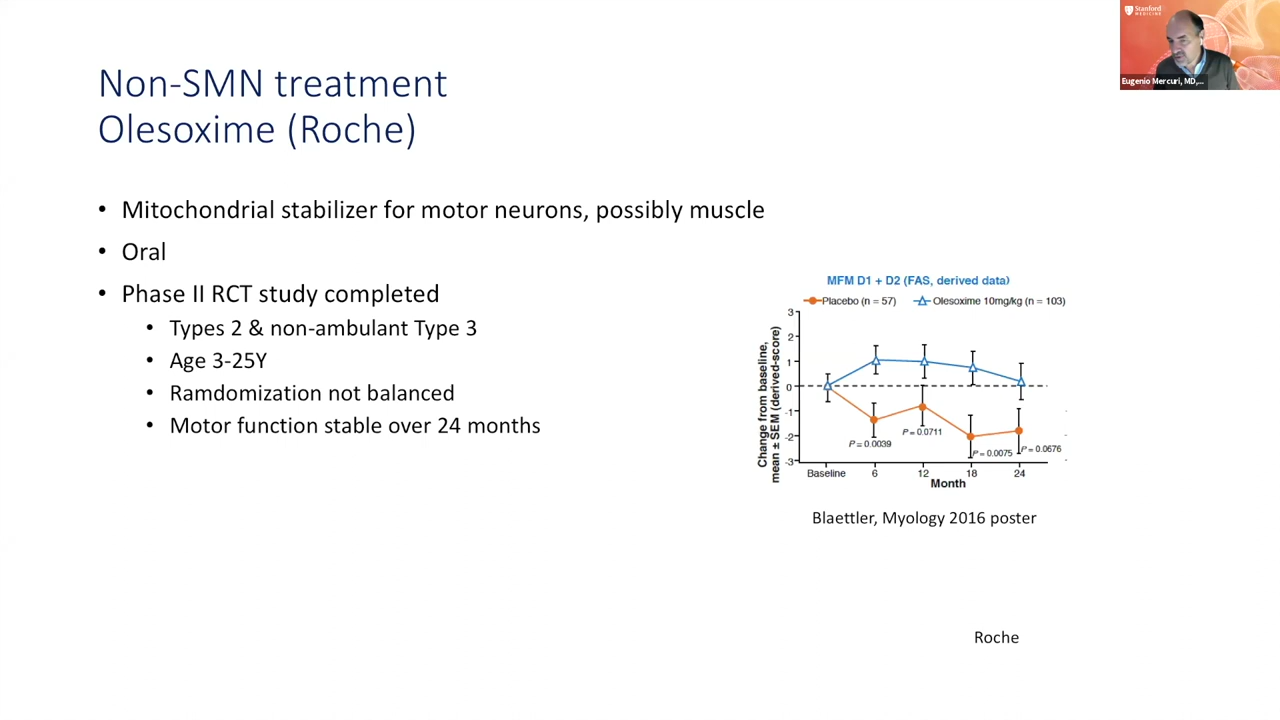 Stanford
MEDICINE
Eugenio Mercuri, MD,...
Non-SMN treatment
Olesoxime (Roche)
• Mitochondrial stabilizer for motor neurons, possibly muscle
• Oral
• Phase II RCT study completed
• Types 2 & non-ambulant Type 3
• Age 3-25Y
• Ramdomization not balanced
• Motor function stable over 24 months
MFM D1 + D2 (FAS, derived data)
Placebo (n = 57)
Olesoxime 10mg/kg (n = 103)
Change from baseline,
mean ± SEM (derived-score)
3
2
1
0
-1
-2
-3
P = 0.0039
P = 0.0711
P = 0.0075
P = 0.0676
Baseline 6 12 18 24
Month
Blaettler, Myology 2016 poster
Roche